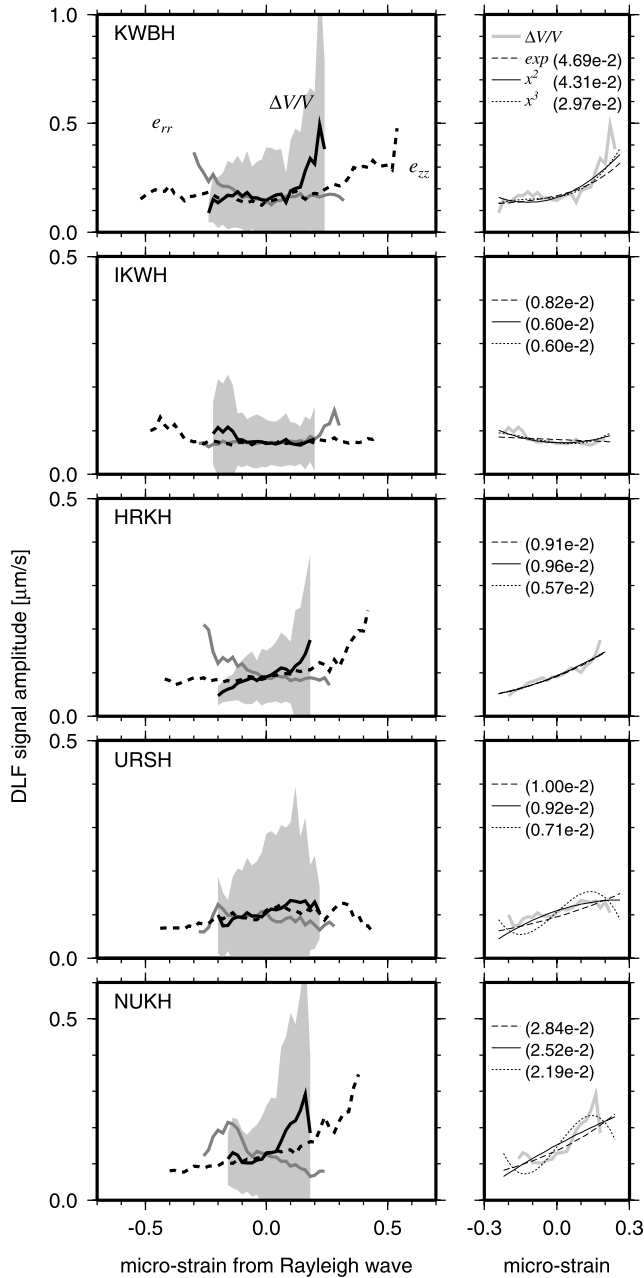 KWBH
1.0
0.5
0.0
e_rr
ΔV/V
e_zz
ΔV/V
exp (4.69e-2)
x² (4.31e-2)
x³ (2.97e-2)
IKWH
0.5
0.0
(0.82e-2)
(0.60e-2)
(0.60e-2)
HRKH
0.5
0.0
(0.91e-2)
(0.96e-2)
(0.57e-2)
URSH
0.5
0.0
(1.00e-2)
(0.92e-2)
(0.71e-2)
NUKH
0.5
0.0
(2.84e-2)
(2.52e-2)
(2.19e-2)
DLF signal amplitude [μm/s]
-0.5 0.0 0.5
-0.3 0.0 0.3
micro-strain from Rayleigh wave
micro-strain